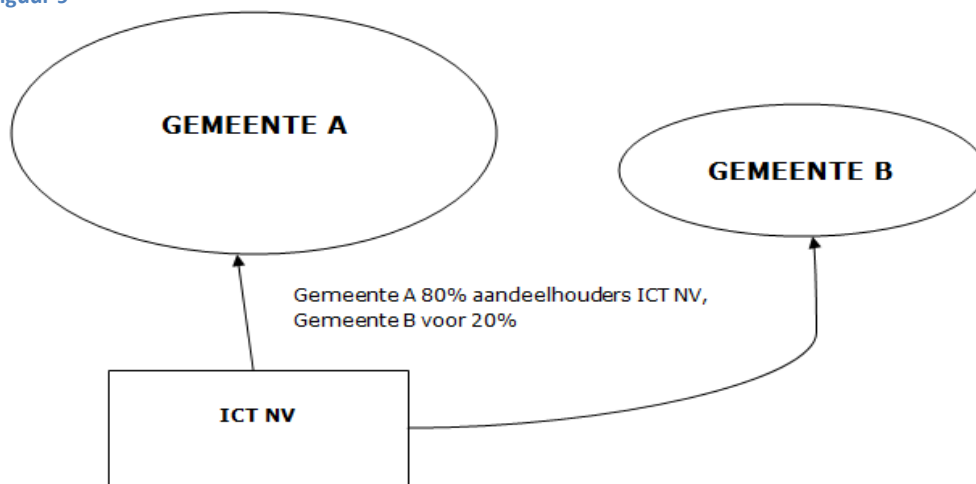 GEMEENTE A
GEMEENTE B
Gemeente A 80% aandeelhouders ICT NV,
Gemeente B voor 20%
ICT NV